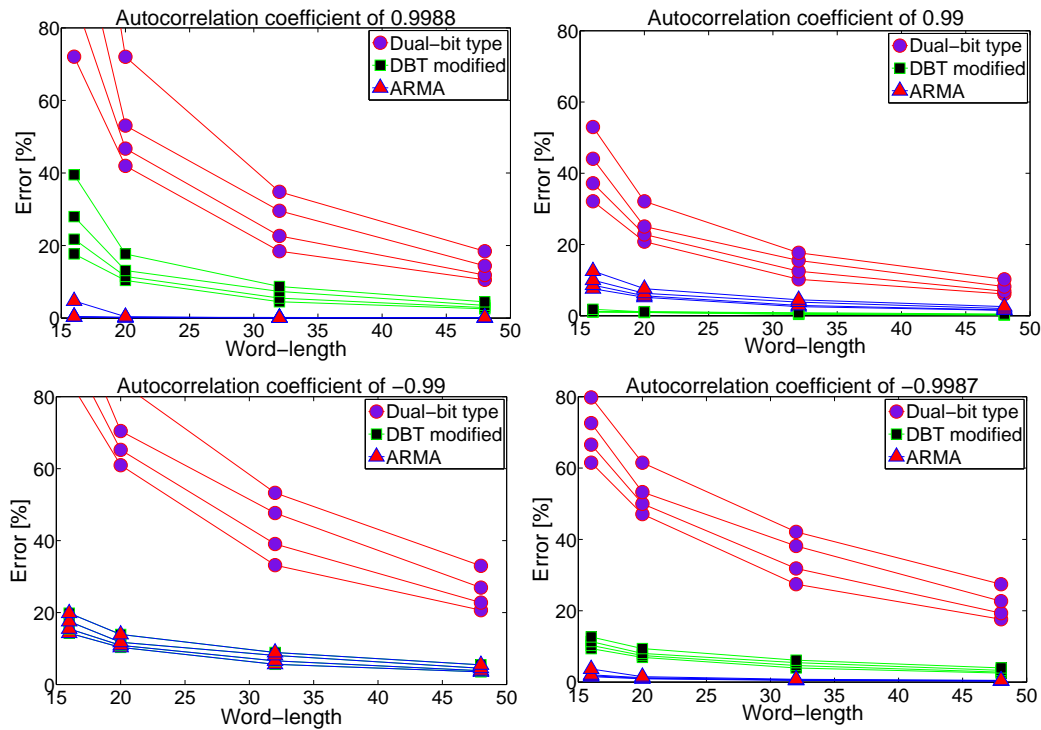 Autocorrelation coefficient of 0.9988
80
60
40
20
0
Error [%]
15 20 25 30 35 40 45 50
Word−length
Dual−bit type
DBT modified
ARMA
Autocorrelation coefficient of 0.99
80
60
40
20
0
Error [%]
15 20 25 30 35 40 45 50
Word−length
Dual−bit type
DBT modified
ARMA
Autocorrelation coefficient of −0.99
80
60
40
20
0
Error [%]
15 20 25 30 35 40 45 50
Word−length
Dual−bit type
DBT modified
ARMA
Autocorrelation coefficient of −0.9987
80
60
40
20
0
Error [%]
15 20 25 30 35 40 45 50
Word−length
Dual−bit type
DBT modified
ARMA